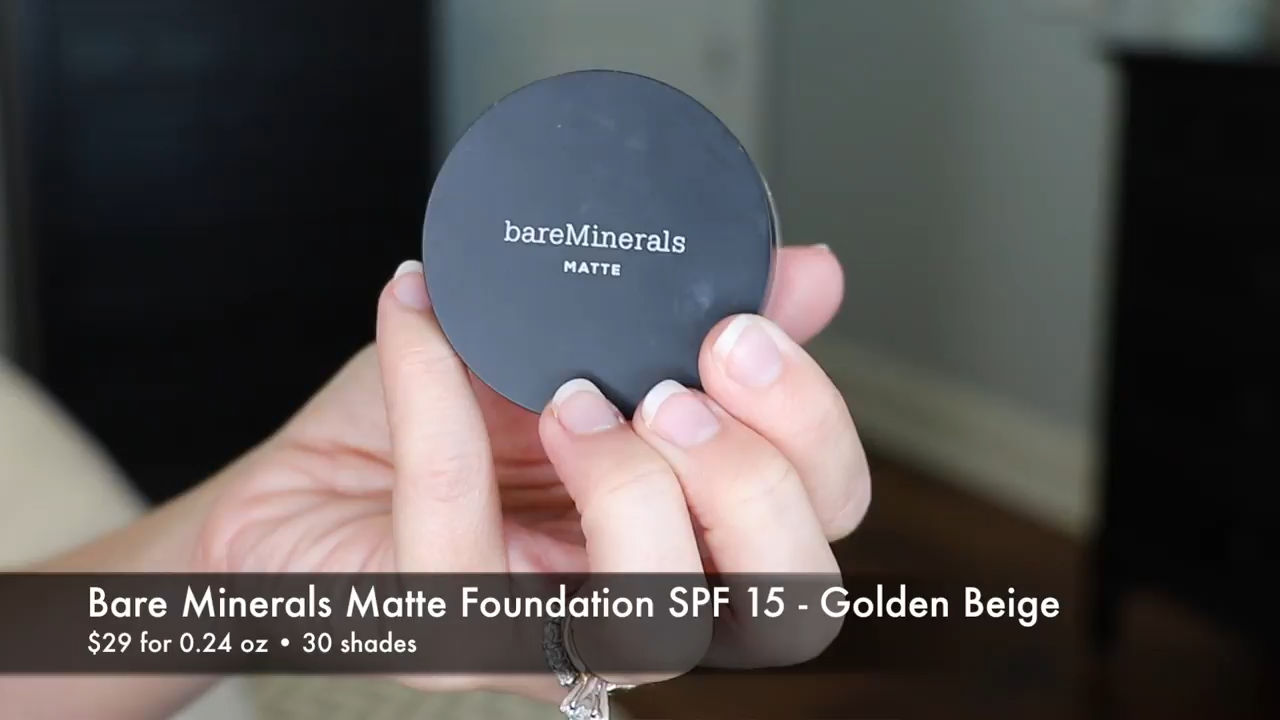 bareMinerals
MATTE
Bare Minerals Matte Foundation SPF 15 - Golden Beige
$29 for 0.24 oz • 30 shades